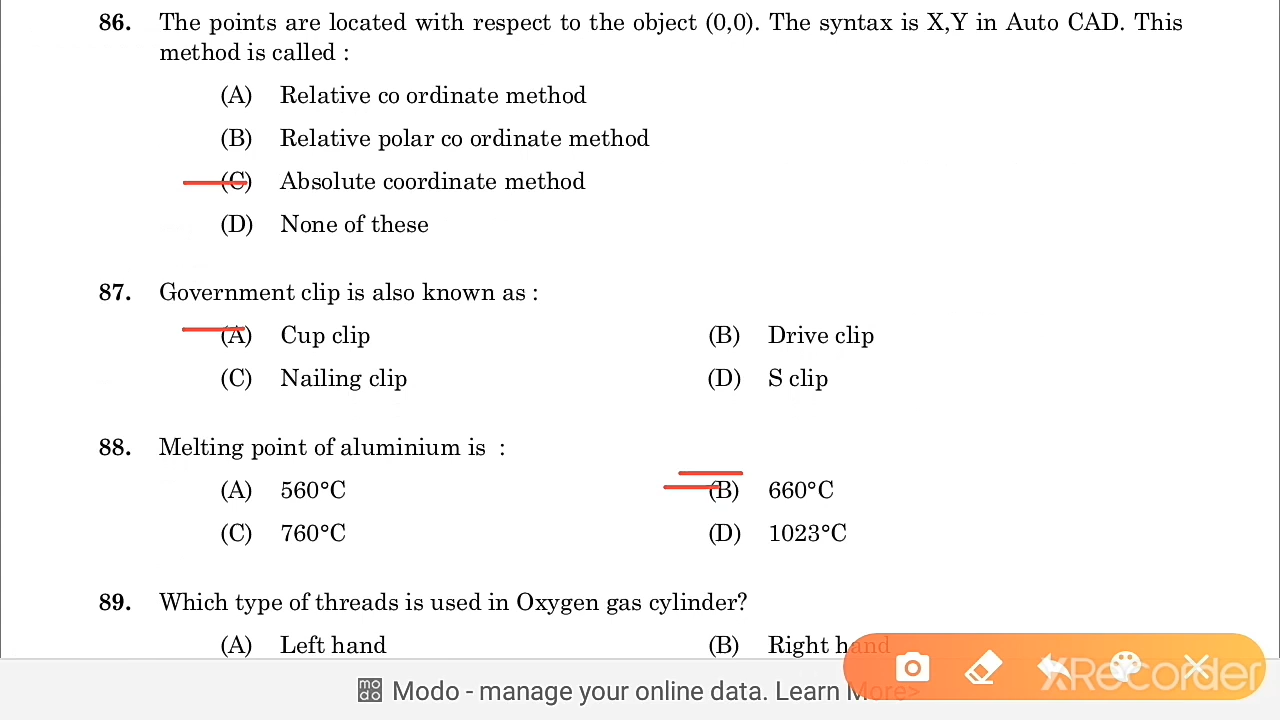 86. The points are located with respect to the object (0,0). The syntax is X,Y in Auto CAD. This
method is called :
(A) Relative co ordinate method
(B) Relative polar co ordinate method
(C) Absolute coordinate method
(D) None of these
87. Government clip is also known as :
(A) Cup clip (B) Drive clip
(C) Nailing clip (D) S clip
88. Melting point of aluminium is :
(A) 560°C (B) 660°C
(C) 760°C (D) 1023°C
89. Which type of threads is used in Oxygen gas cylinder?
(A) Left hand (B) Right hand
XRecorder
mo do Modo - manage your online data. Learn More>